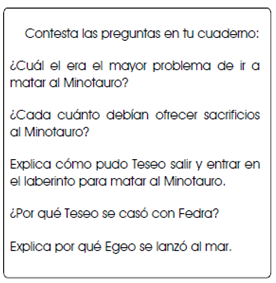 Contesta las preguntas en tu cuaderno:
¿Cuál el era el mayor problema de ir a
matar al Minotauro?
¿Cada cuánto debían ofrecer sacrificios
al Minotauro?
Explica cómo pudo Teseo salir y entrar en
el laberinto para matar al Minotauro.
¿Por qué Teseo se casó con Fedra?
Explica por qué Egeo se lanzó al mar.